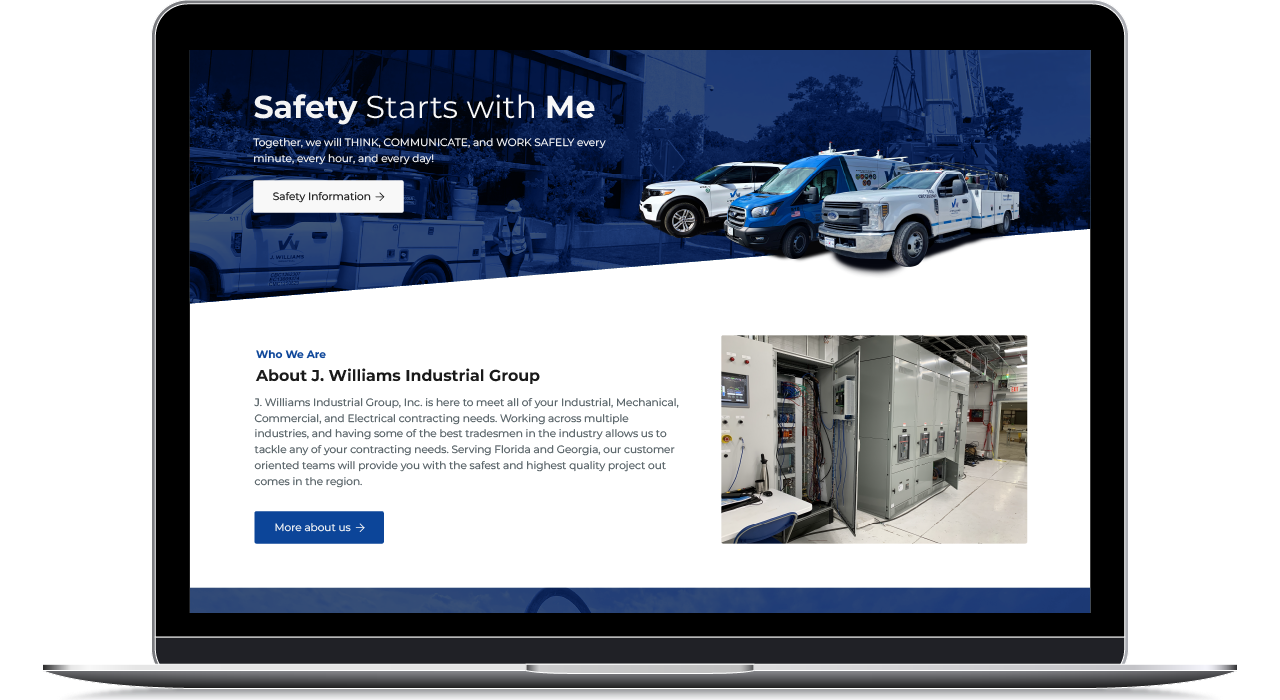 Safety Starts with Me
Together, we will THINK, COMMUNICATE, and WORK SAFELY every
minute, every hour, and every day!
Safety Information →
J. WILLIAMS
Who We Are
About J. Williams Industrial Group
J. Williams Industrial Group, Inc. is here to meet all of your Industrial, Mechanical,
Commercial, and Electrical contracting needs. Working across multiple
industries, and having some of the best tradesmen in the industry allows us to
tackle any of your contracting needs. Serving Florida and Georgia, our customer
oriented teams will provide you with the safest and highest quality project out
comes in the region.
More about us →
EXIT